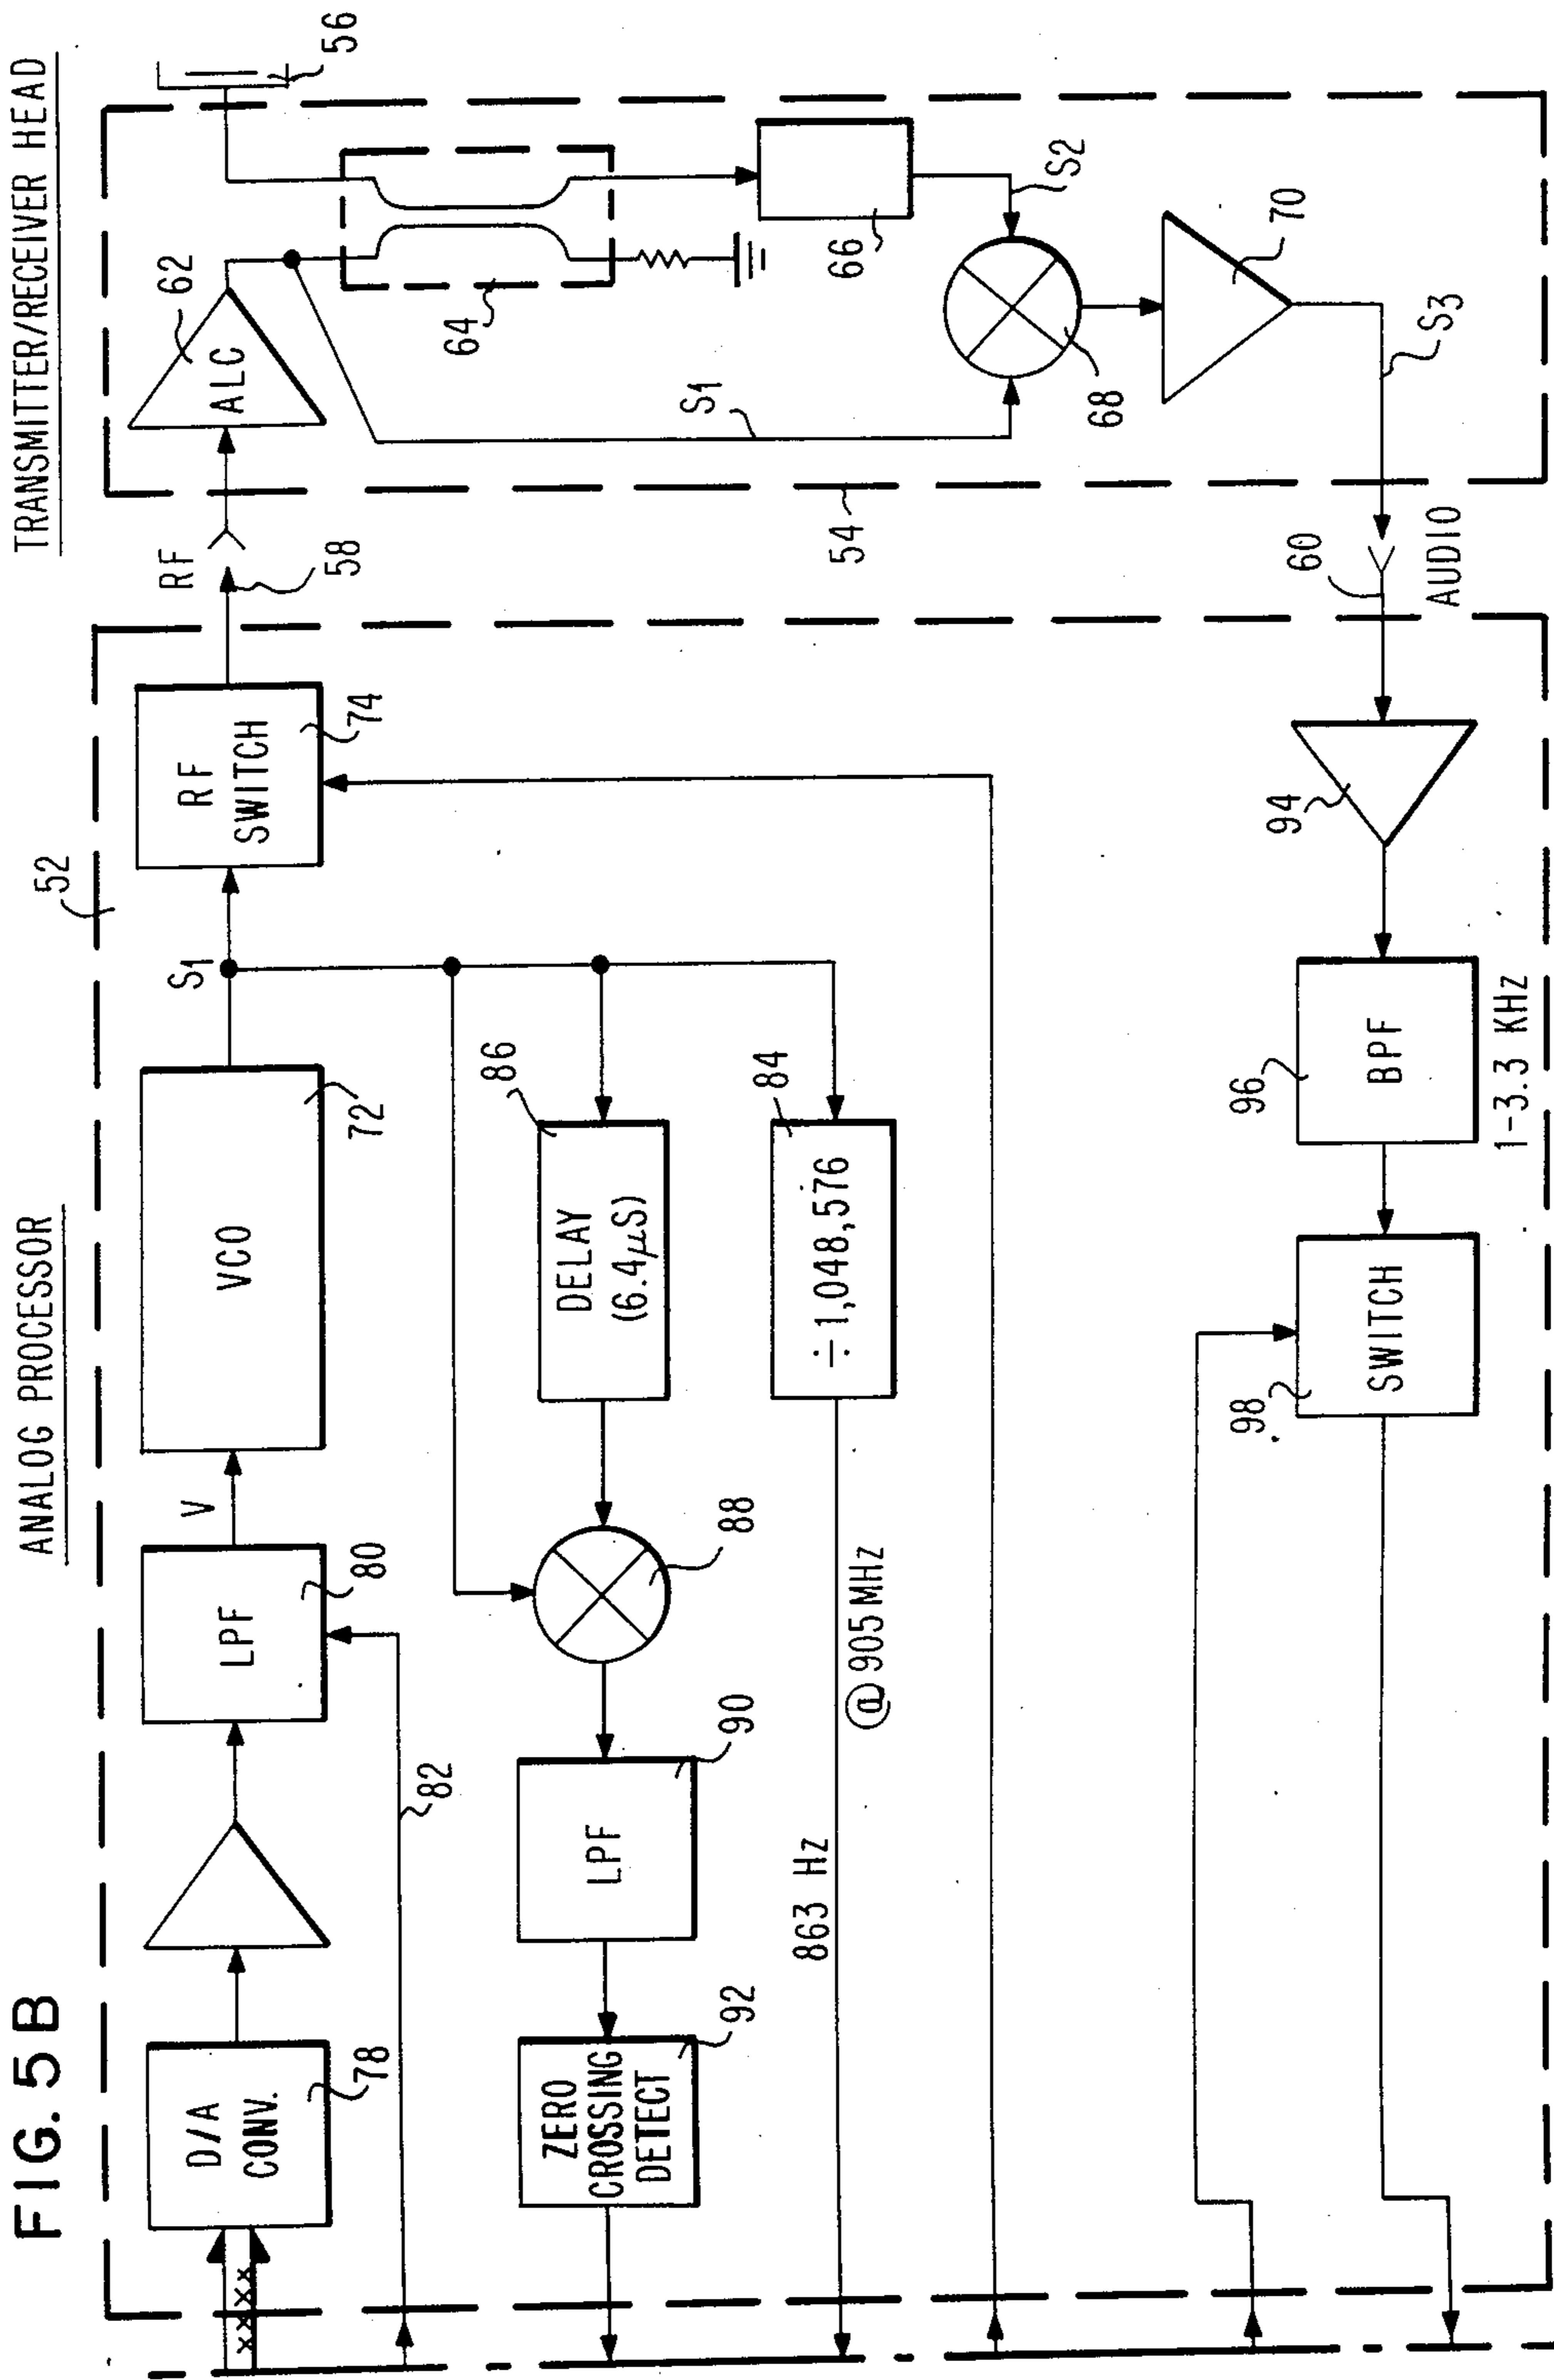 FIG. 5 B
ANALOG PROCESSOR
TRANSMITTER/RECEIVER HEAD
52
D/A
CONV.
78
LPF
80
V
VCO
72
S1
RF
SWITCH
74
RF
58
ALC
62
56
82
64
ZERO
CROSSING
DETECT
92
LPF
90
88
DELAY
(6.4µS)
86
66
S2
863 Hz
@ 905 MHz
÷ 1,048,576
84
S1
68
70
54
S3
SWITCH
98
BPF
96
1-3.3 KHz
94
60
AUDIO
xxxx